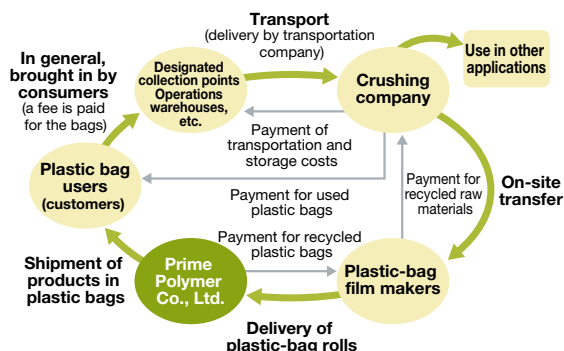 Transport
(delivery by transportation
company)
In general,
brought in by
consumers
(a fee is paid
for the bags)
Designated
collection points
Operations
warehouses,
etc.
Crushing
company
Use in other
applications
Payment of
transportation and
storage costs
Plastic bag
users
(customers)
Payment for used
plastic bags
Payment for
recycled raw
materials
On-site
transfer
Payment for recycled
plastic bags
Shipment of
products in
plastic bags
Prime
Polymer
Co., Ltd.
Plastic-bag
film makers
Delivery of
plastic-bag rolls